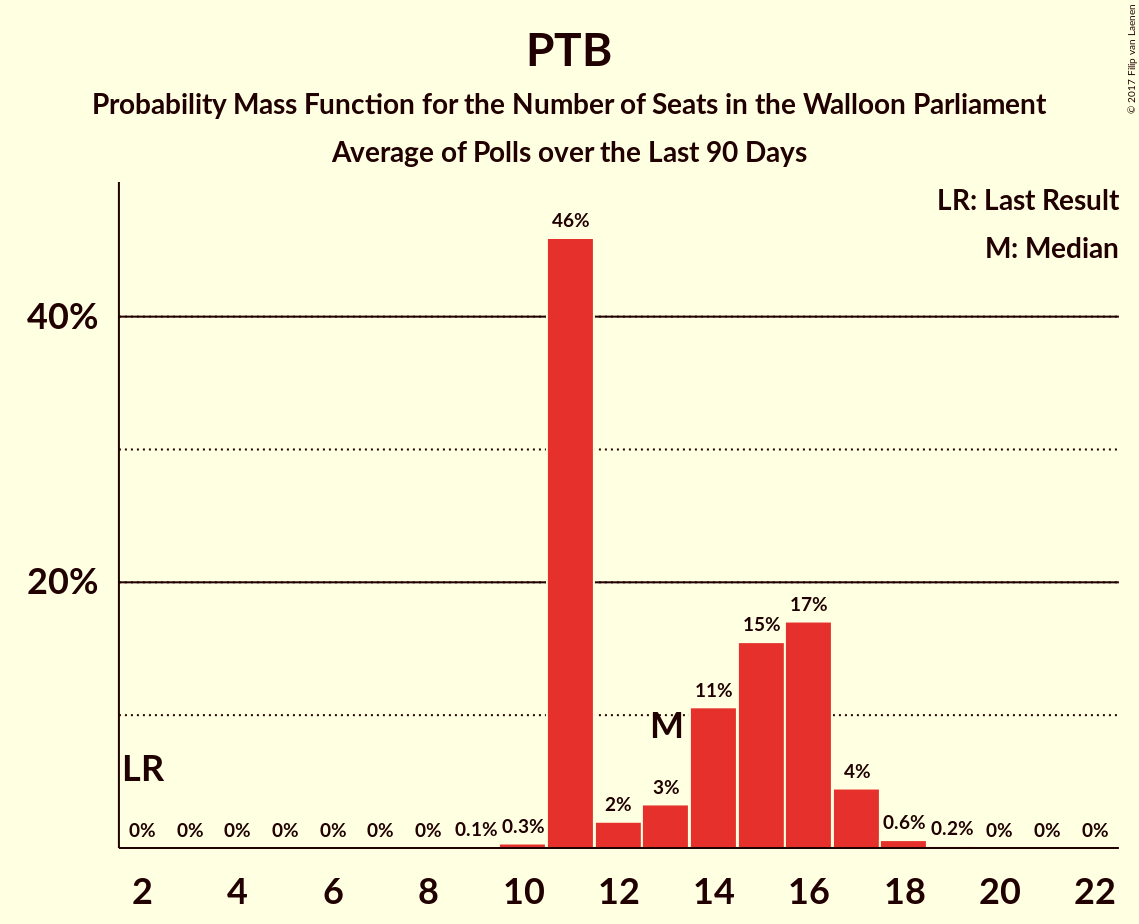 PTB
Probability Mass Function for the Number of Seats in the Walloon Parliament
Average of Polls over the Last 90 Days
© 2017 Filip van Laenen
LR: Last Result
M: Median
46%
40%
20%
17%
15%
11%
M
LR
4%
3%
2%
0% 0% 0% 0% 0% 0% 0% 0.1% 0.3% 0.6% 0.2% 0% 0% 0%
2 4 6 8 10 12 14 16 18 20 22